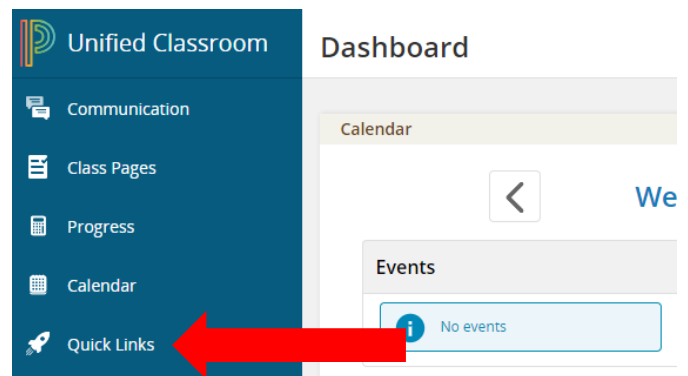 Unified Classroom
Communication
Class Pages
Progress
Calendar
Quick Links
Dashboard
Calendar
We
Events
No events